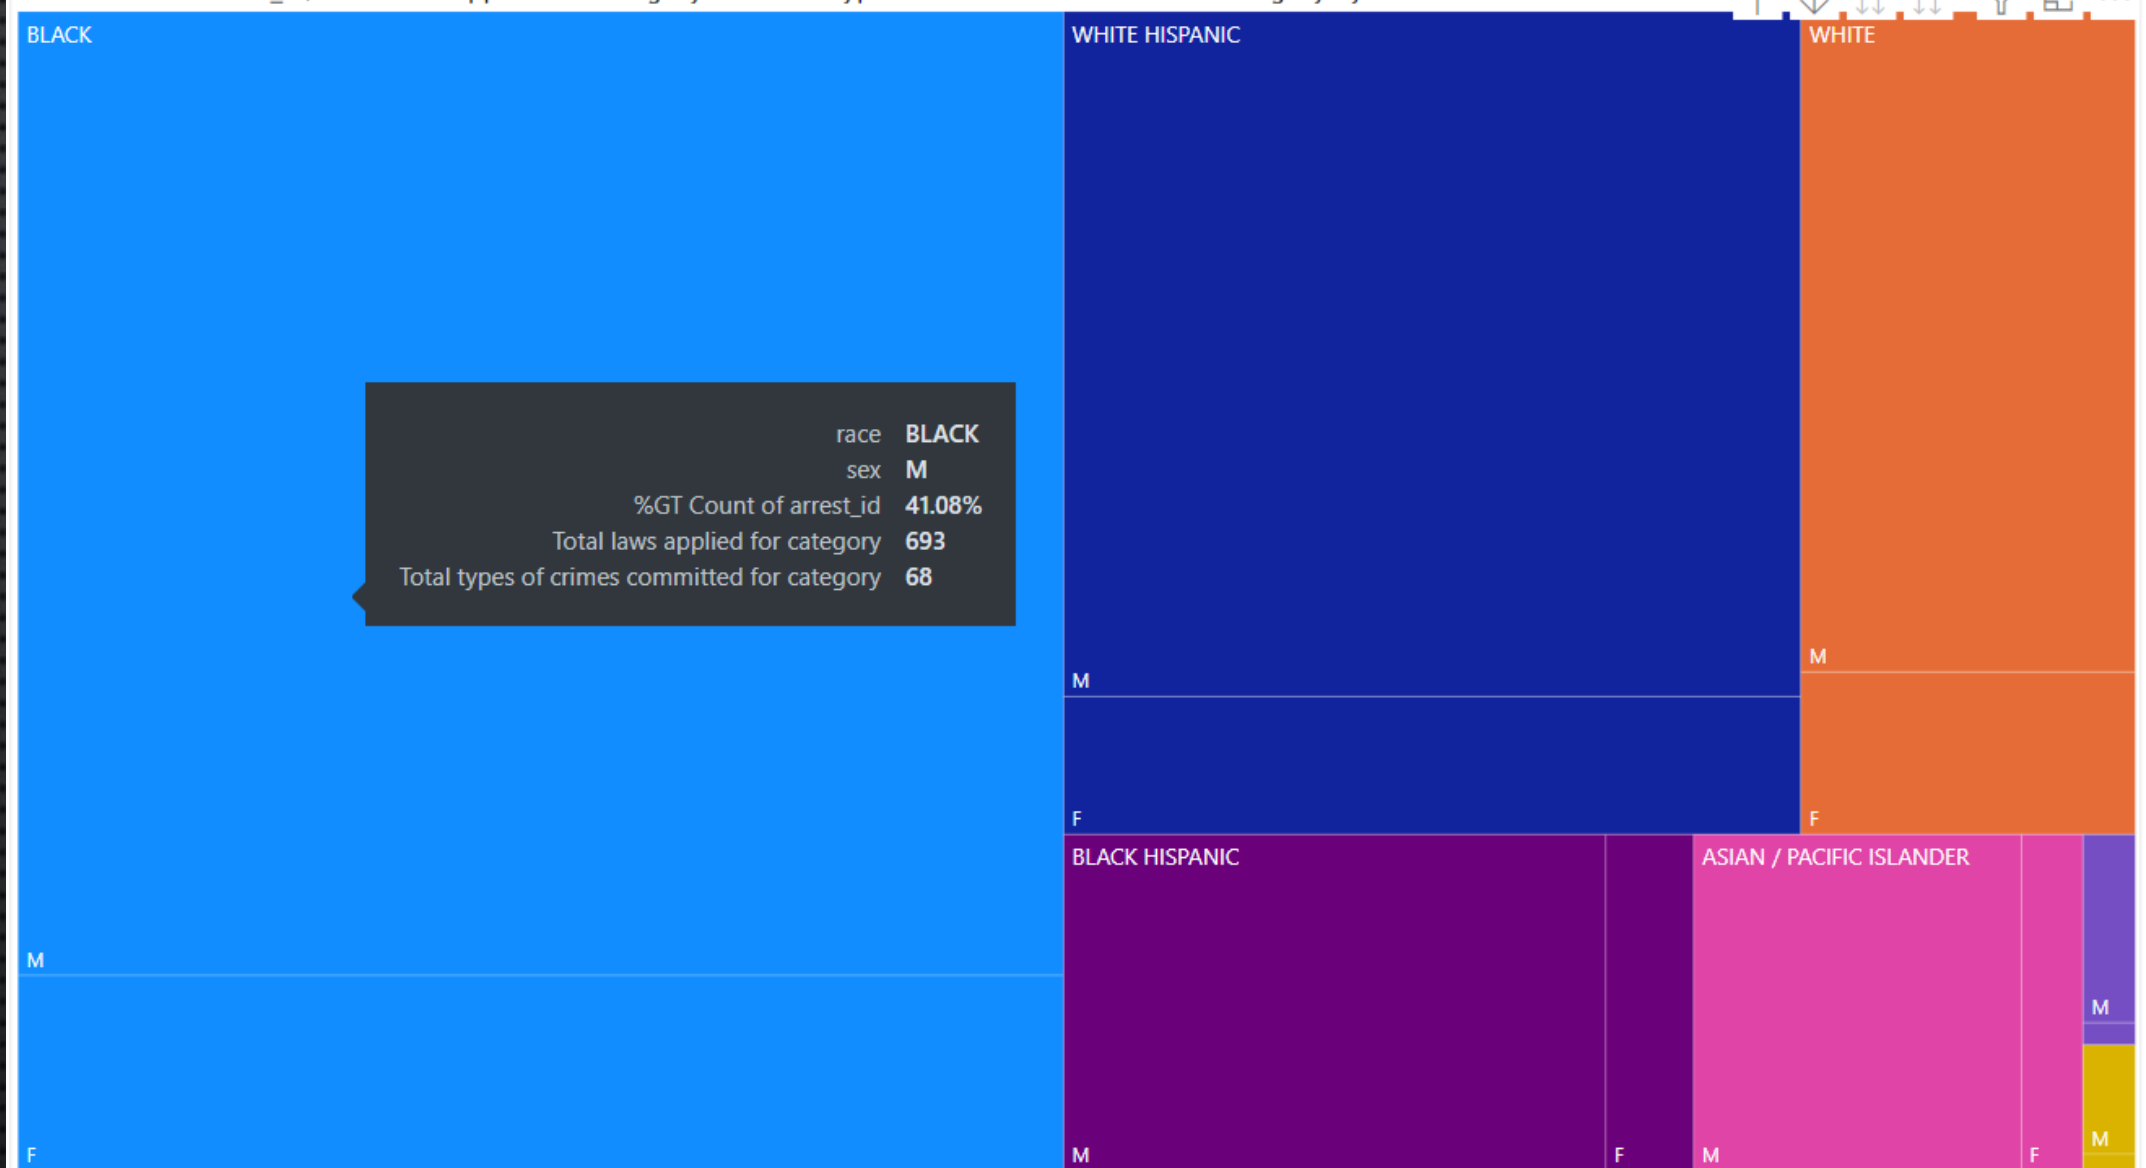 BLACK
WHITE HISPANIC
WHITE
race BLACK
sex M
%GT Count of arrest_id 41.08%
Total laws applied for category 693
Total types of crimes committed for category 68
M
M
M
F
F
BLACK HISPANIC
ASIAN / PACIFIC ISLANDER
M
M
F
M
F
M
F